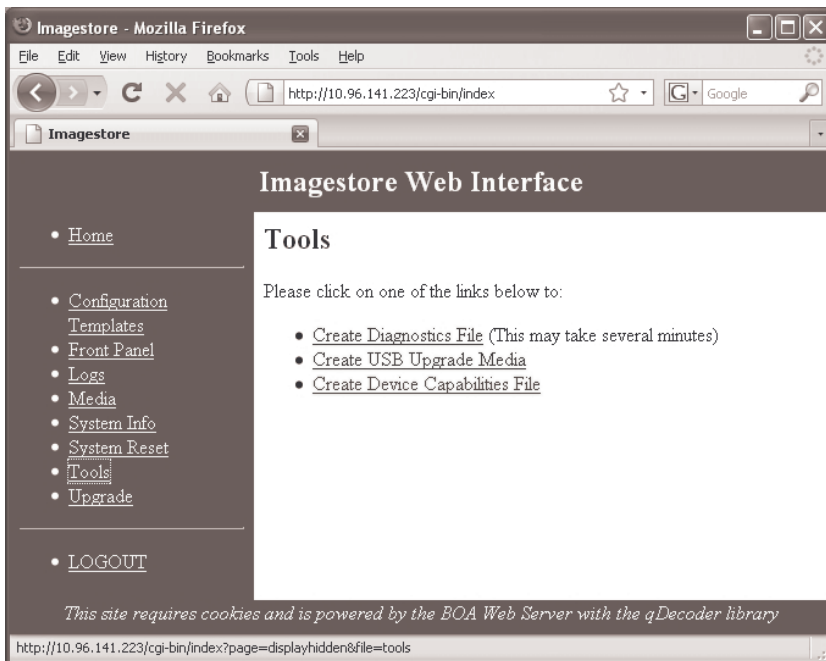 Imagestore - Mozilla Firefox
File Edit View History Bookmarks Tools Help
http://10.96.141.223/cgi-bin/index
G Google
Imagestore
Imagestore Web Interface
Home
Configuration
Templates
Front Panel
Logs
Media
System Info
System Reset
Tools
Upgrade
LOGOUT
Tools
Please click on one of the links below to:
Create Diagnostics File (This may take several minutes)
Create USB Upgrade Media
Create Device Capabilities File
This site requires cookies and is powered by the BOA Web Server with the qDecoder library
http://10.96.141.223/cgi-bin/index?page=displayhidden&file=tools